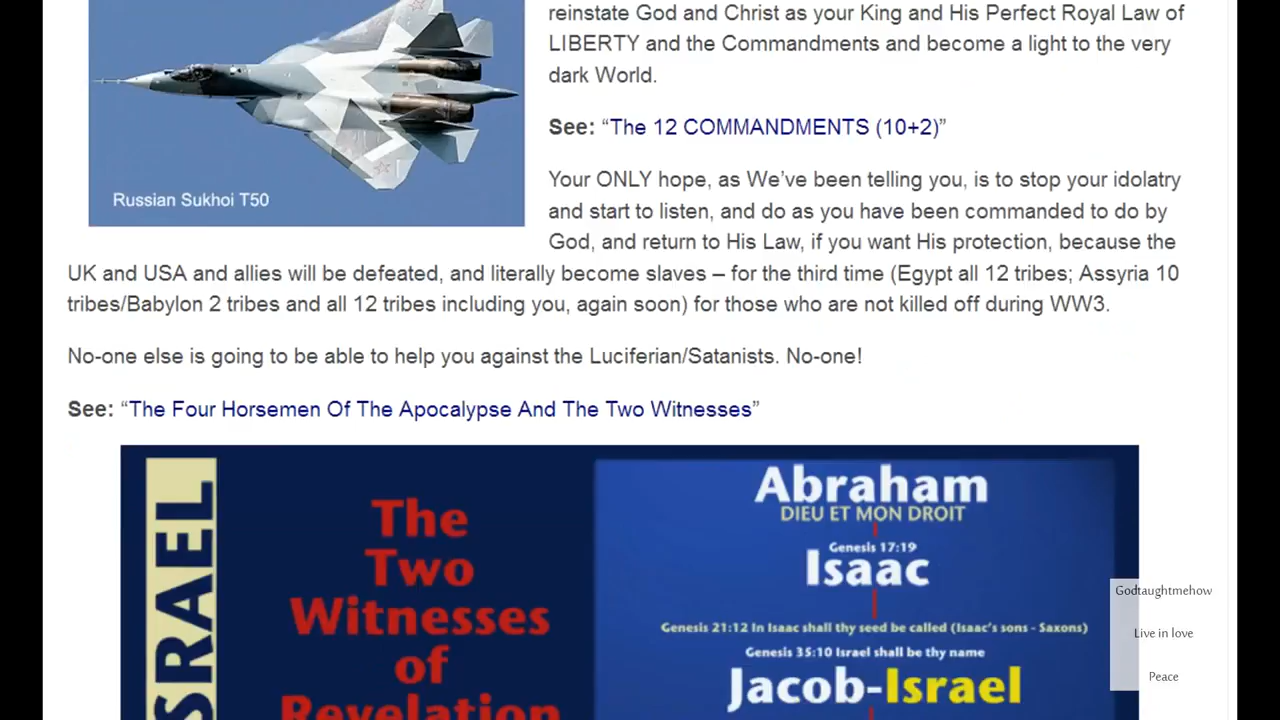 reinstate God and Christ as your King and His Perfect Royal Law of
LIBERTY and the Commandments and become a light to the very
dark World.
Russian Sukhoi T50
See: “The 12 COMMANDMENTS (10+2)”
Your ONLY hope, as We’ve been telling you, is to stop your idolatry
and start to listen, and do as you have been commanded to do by
God, and return to His Law, if you want His protection, because the
UK and USA and allies will be defeated, and literally become slaves – for the third time (Egypt all 12 tribes; Assyria 10
tribes/Babylon 2 tribes and all 12 tribes including you, again soon) for those who are not killed off during WW3.
No-one else is going to be able to help you against the Luciferian/Satanists. No-one!
See: “The Four Horsemen Of The Apocalypse And The Two Witnesses”
SRAEL
The
Two
Witnesses
of
Revelation
Abraham
DIEU ET MON DROIT
Genesis 17:19
Isaac
Genesis 21:12 In Isaac shall thy seed be called (Isaac's sons - Saxons)
Genesis 35:10 Israel shall be thy name
Jacob-Israel
Godtaughtmehow
Live in love
Peace